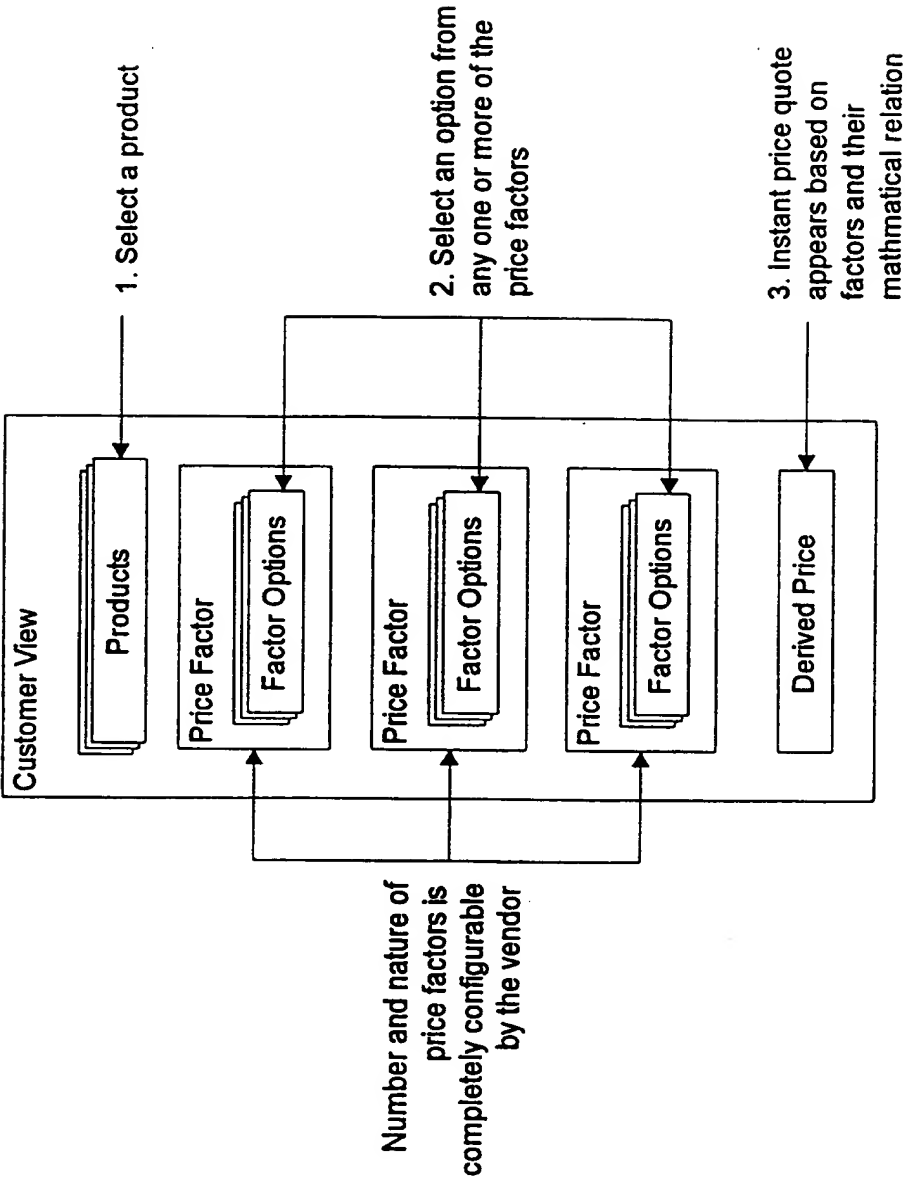 Customer View
Products
1. Select a product
Price Factor
Factor Options
Price Factor
Factor Options
Price Factor
Factor Options
2. Select an option from
any one or more of the
price factors
Number and nature of
price factors is
completely configurable
by the vendor
Derived Price
3. Instant price quote
appears based on
factors and their
mathmatical relation